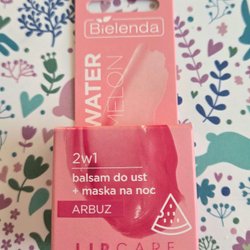 Bielenda
WATER
MELON
2w1
balsam do ust
+ maska na noc
ARBUZ
LIP CARE